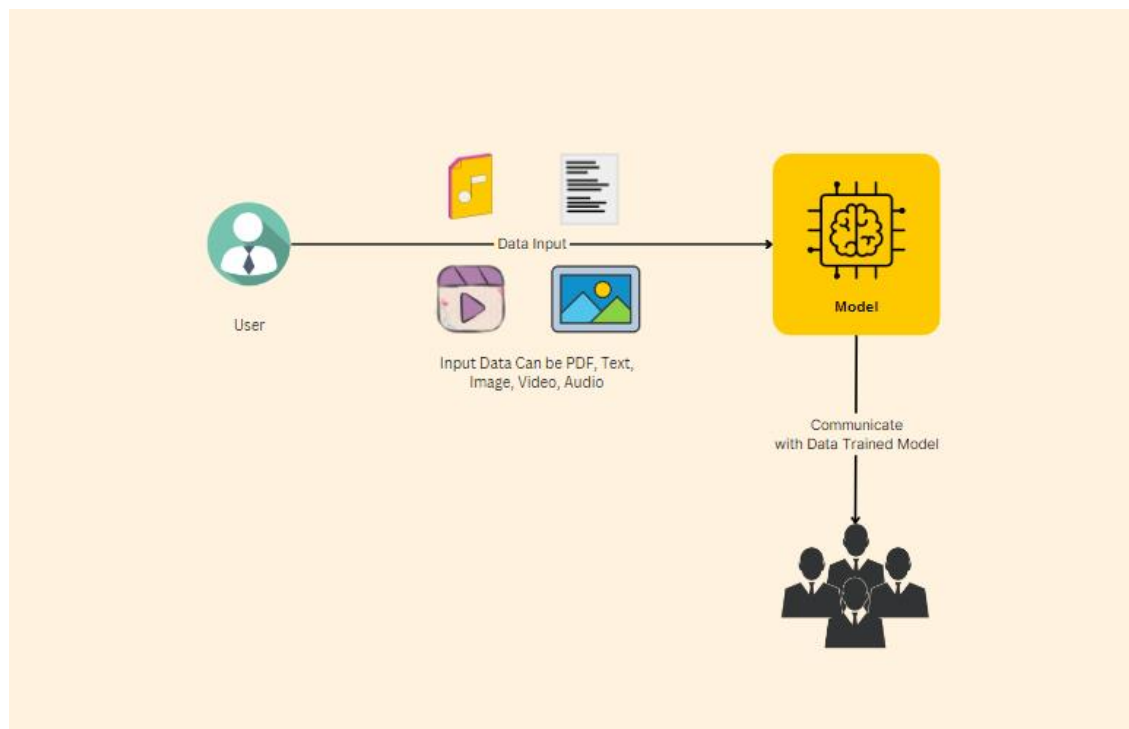 Data Input
User
Model
Input Data Can be PDF, Text,
Image, Video, Audio
Communicate
with Data Trained Model